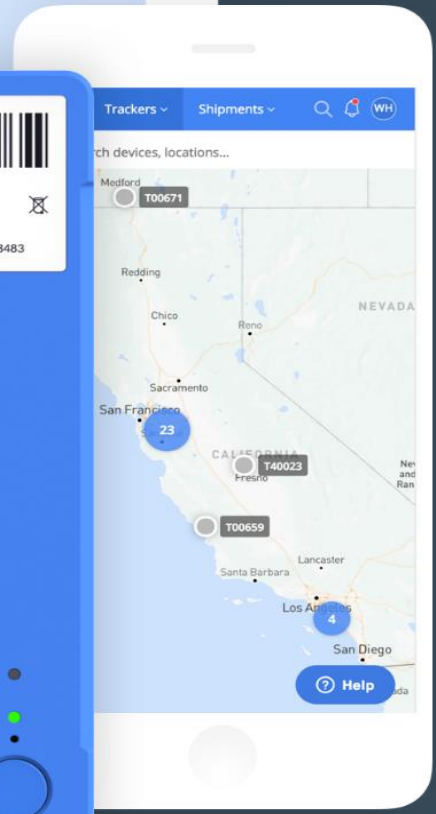 Trackers
Shipments
WH
ch devices, locations...
Medford
T00671
3483
Redding
Chico
NEVADA
Reno
Sacramento
San Francisco
23
CALIFORNIA
T40023
Fresno
T00659
Lancaster
Santa Barbara
Los Angeles
4
San Diego
Help